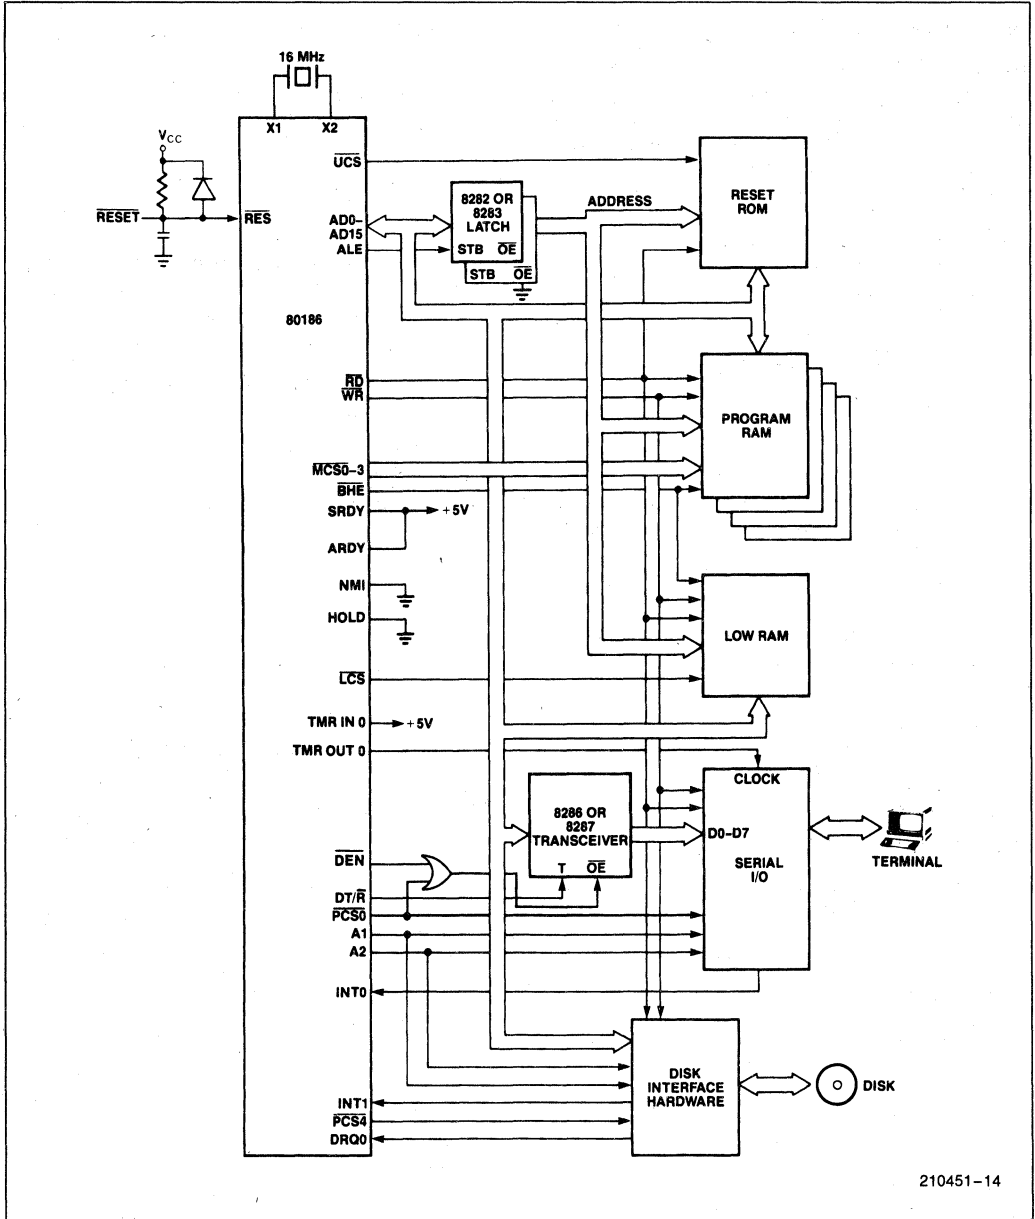 16 MHz
X1 X2
VCC
RESET
RES
UCS
AD0–
AD15
ALE
8282 OR
8283
LATCH
STB OE
STB OE
ADDRESS
RESET
ROM
80186
RD
WR
PROGRAM
RAM
MCS0–3
BHE
SRDY
+5V
ARDY
NMI
HOLD
LOW RAM
LCS
TMR IN 0
+5V
TMR OUT 0
CLOCK
8286 OR
8287
TRANSCEIVER
T OE
D0–D7
SERIAL
I/O
TERMINAL
DEN
DT/R
PCS0
A1
A2
INT0
DISK
INTERFACE
HARDWARE
DISK
INT1
PCS4
DRQ0
210451–14